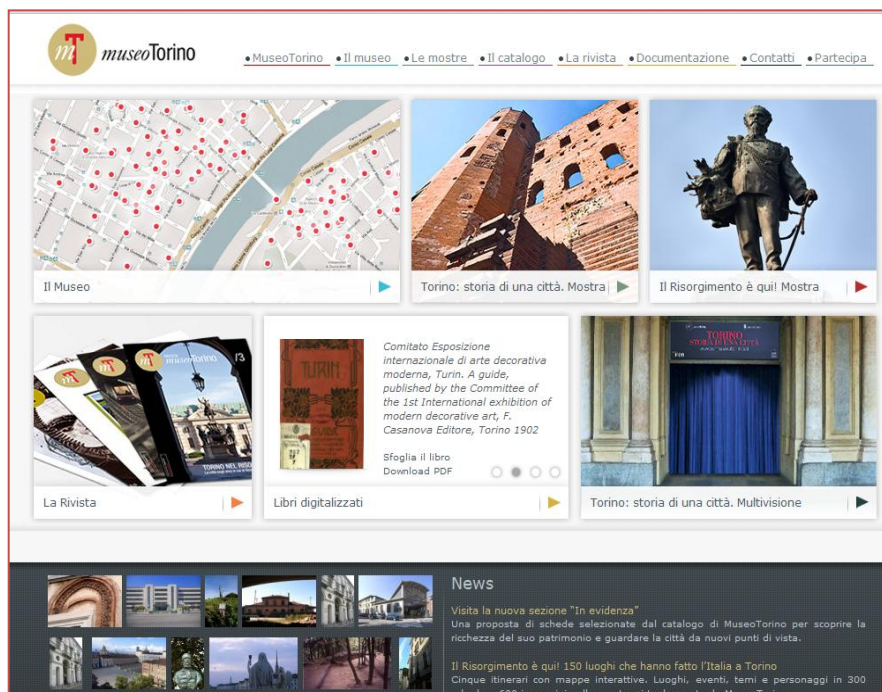 museoTorino
MuseoTorino
Il museo
Le mostre
Il catalogo
La rivista
Documentazione
Contatti
Partecipa
Il Museo
Torino: storia di una città. Mostra
Il Risorgimento è qui! Mostra
museoTorino
/3
TURIN
GUIDE
Comitato Esposizione
internazionale di arte decorativa
moderna, Turin. A guide,
published by the Committee of
the 1st International exhibition of
modern decorative art, F.
Casanova Editore, Torino 1902
Sfoglia il libro
Download PDF
TORINO
STORIA DI UNA CITTÀ
La Rivista
Libri digitalizzati
Torino: storia di una città. Multivisione
News
Visita la nuova sezione "In evidenza"
Una proposta di schede selezionate dal catalogo di MuseoTorino per scoprire la
ricchezza del suo patrimonio e guardare la città da nuovi punti di vista.
Il Risorgimento è qui! 150 luoghi che hanno fatto l'Italia a Torino
Cinque itinerari con mappe interattive. Luoghi, eventi, temi e personaggi in 300